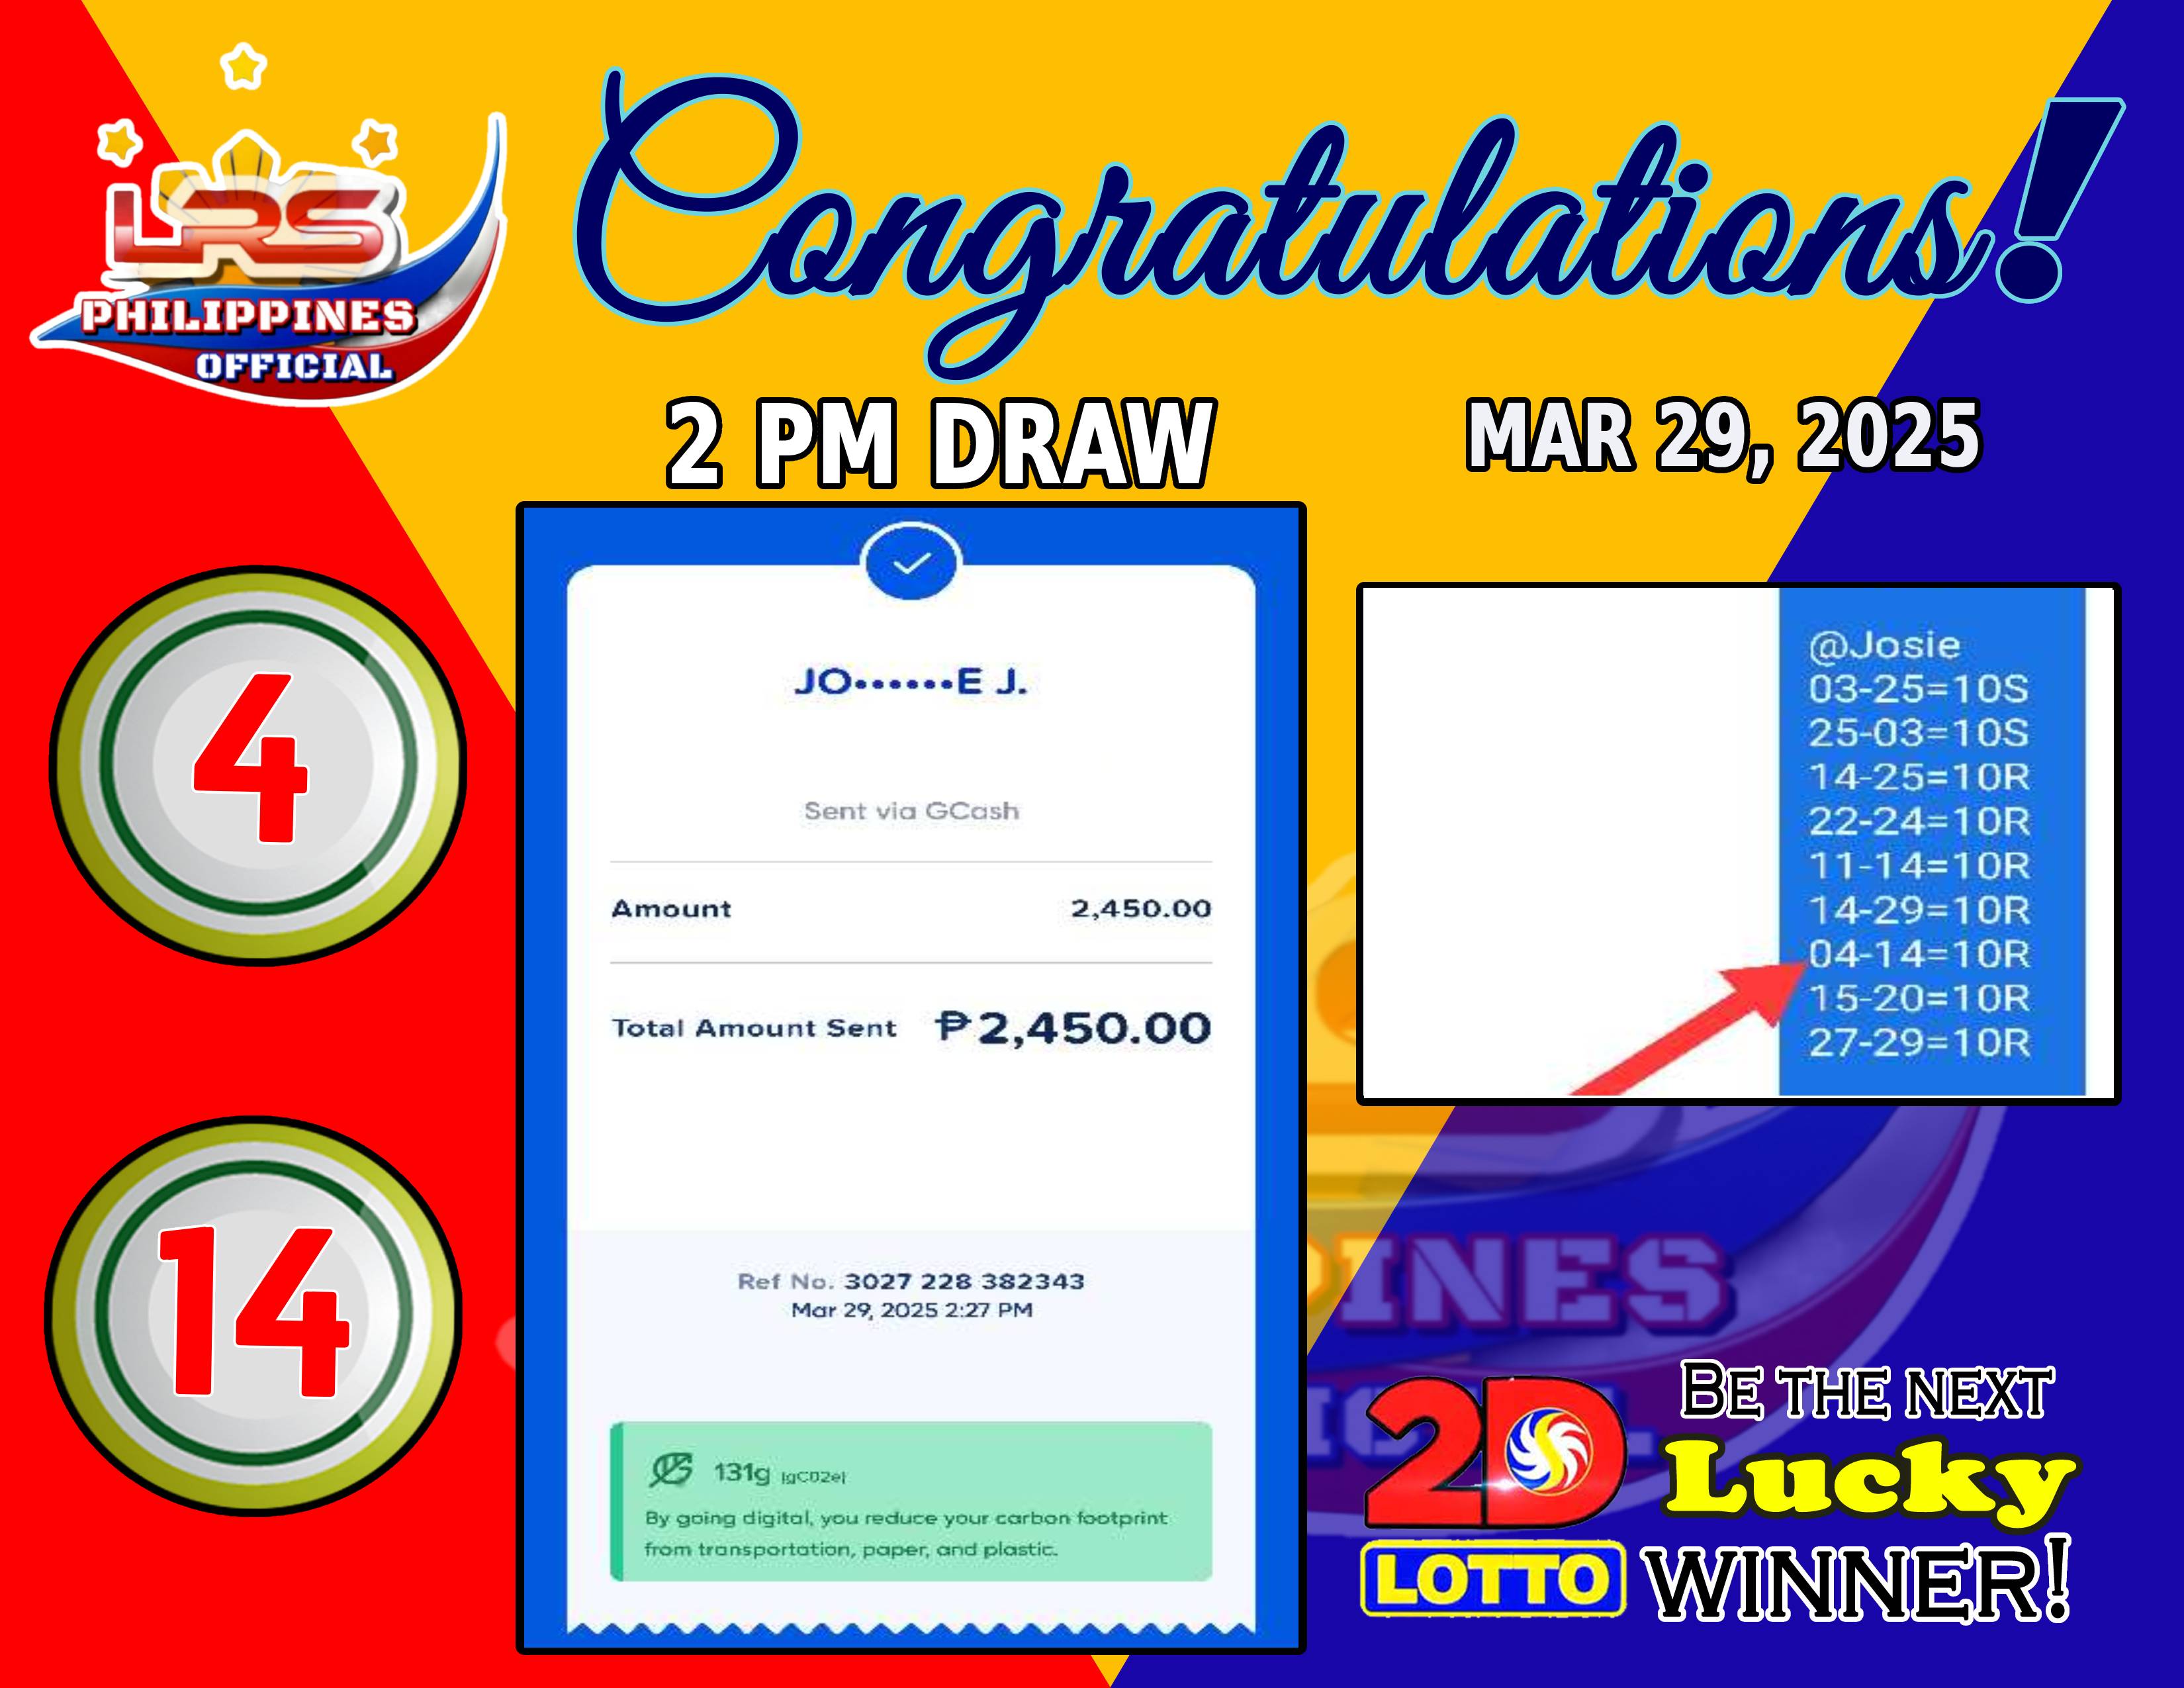 LRS
PHILIPPINES
OFFICIAL
Congratulations!
2 PM DRAW
MAR 29, 2025
4
14
JO••••••E J.
Sent via GCash
Amount 2,450.00
Total Amount Sent ₱2,450.00
Ref No. 3027 228 382343
Mar 29, 2025 2:27 PM
131g (gCO2e)
By going digital, you reduce your carbon footprint
from transportation, paper, and plastic.
@Josie
03-25=10S
25-03=10S
14-25=10R
22-24=10R
11-14=10R
14-29=10R
04-14=10R
15-20=10R
27-29=10R
PINES
2D
LOTTO
BE THE NEXT
Lucky
WINNER!